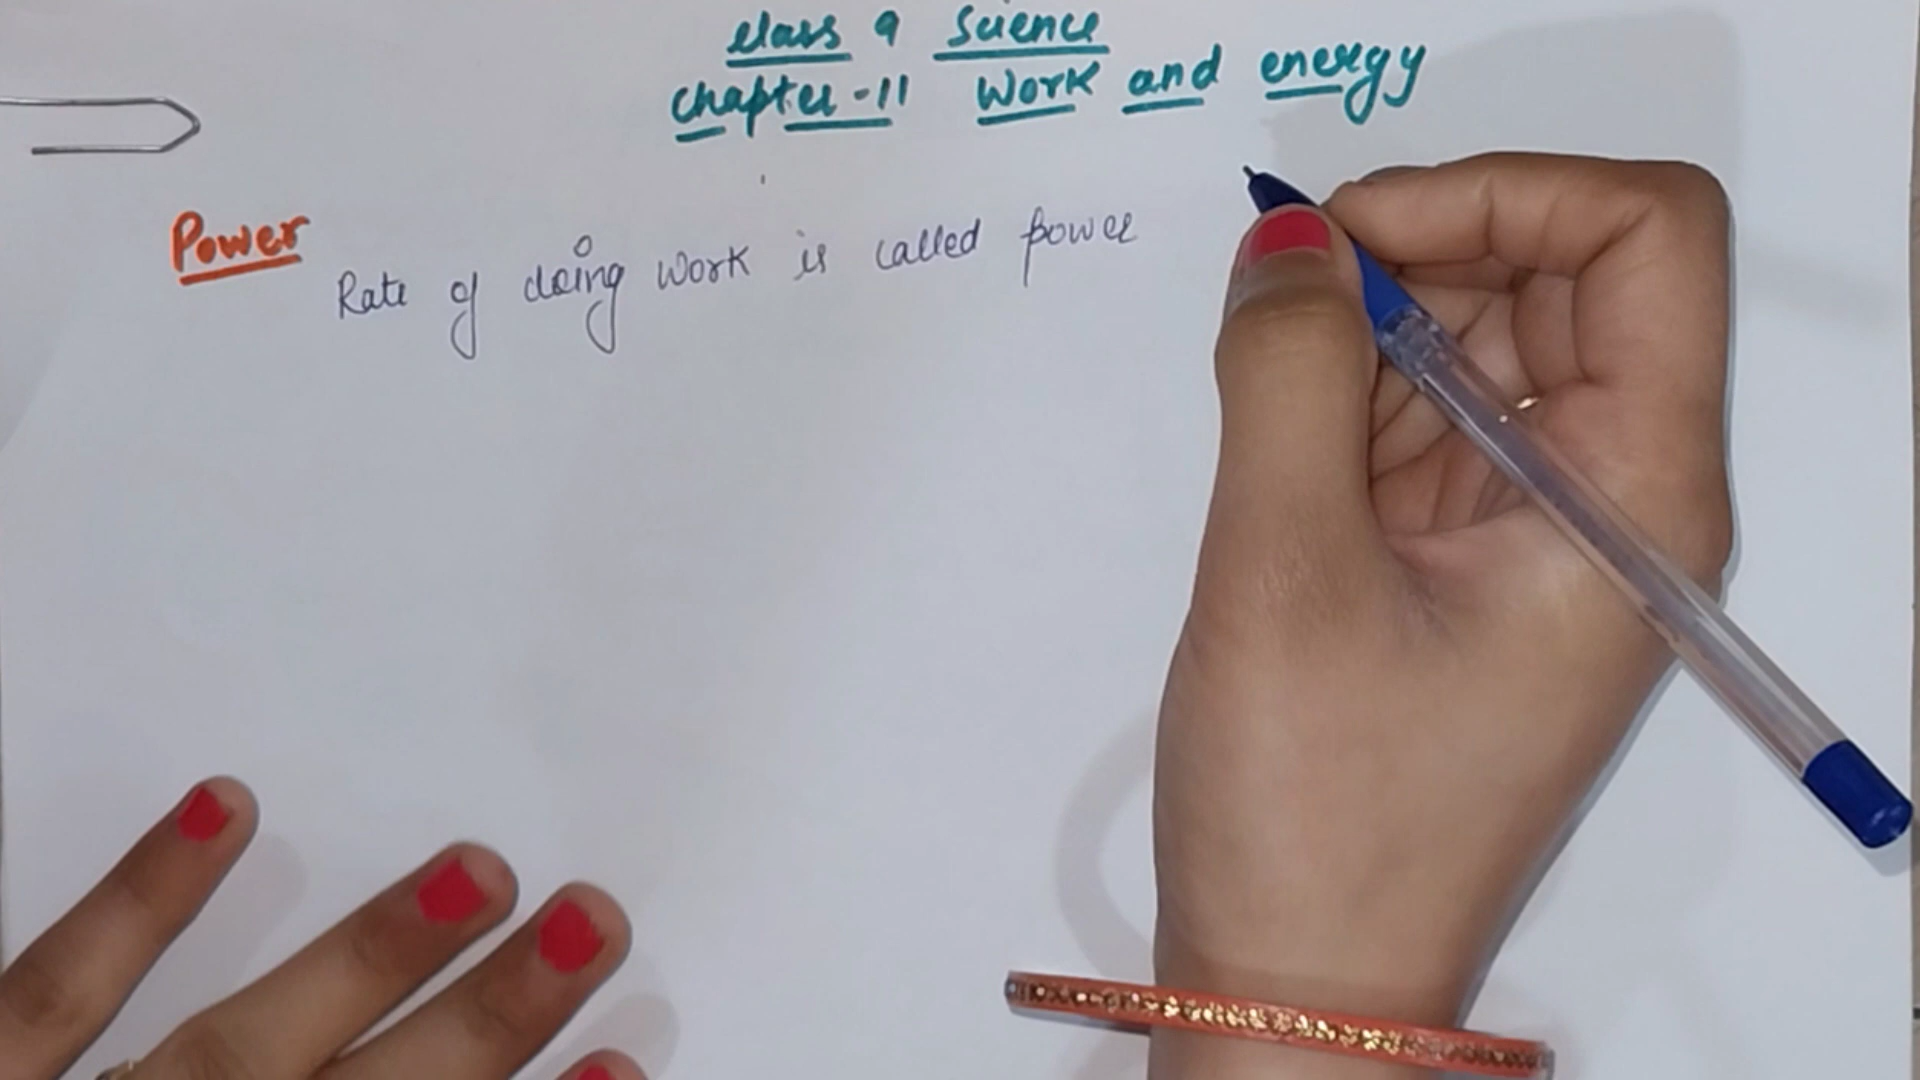 Class 9 Science
Chapter-11 Work and energy
Power
Rate of doing work is called power